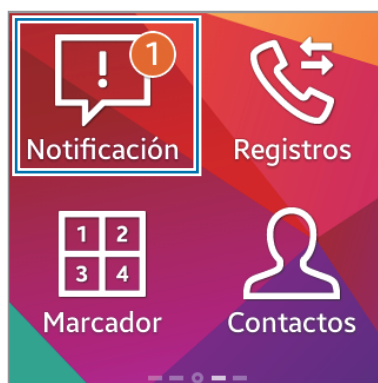 !
1
Notificación
Registros
1 2
3 4
Marcador
Contactos